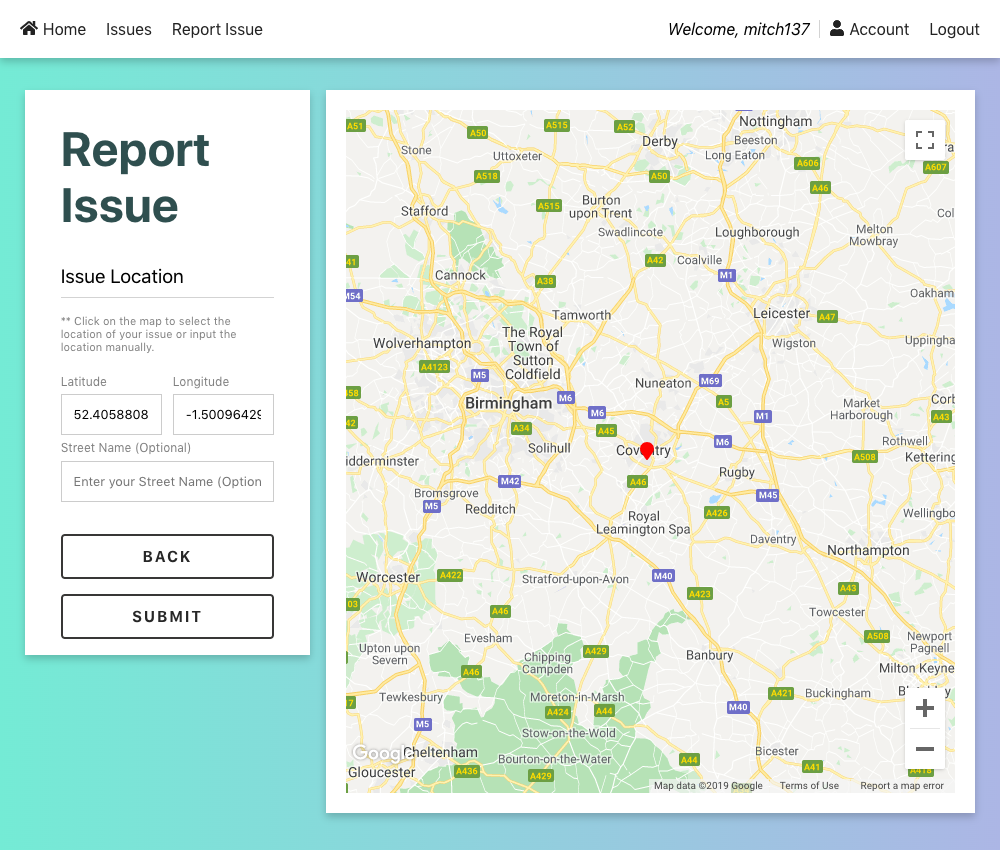 Home Issues Report Issue Welcome, mitch137 Account Logout
Report
Issue
Issue Location
** Click on the map to select the
location of your issue or input the
location manually.
Latitude Longitude
52.4058808 -1.50096429
Street Name (Optional)
Enter your Street Name (Option
BACK
SUBMIT
Nottingham
A51 A50 A515 A52
Derby Beeston
Stone Uttoxeter Long Eaton A606
A518 A50 A46 A607
Stafford A515 Burton
upon Trent
Swadlincote Loughborough Melton
Mowbray
Col
41 Cannock A42 Coalville M1
A38
M54 Tamworth Oakham
Leicester A47
Wolverhampton The Royal
Town of
Sutton
Coldfield
Wigston Uppingha
A4123 M5 Nuneaton M69
58 Birmingham M6 A5 Market
Harborough
Cort
42 A34 A45 M6 M1 A43
Solihull Coventry M6 Rothwell
idderminster A508 Kettering
M42 A46 Rugby M45
Bromsgrove
M5 Redditch Royal
Leamington Spa
A426 Wellingbo
Daventry Northampton
Worcester A422 Stratford-upon-Avon M40
03 A46 A423 A43
Towcester
Evesham A508 Newport
Pagnell
Upton upon
Severn
Chipping
Campden
A429 Banbury
A46 Milton Keyne
Tewkesbury Moreton-in-Marsh A421 Buckingham Bletchley
7 A424 A44 M40
M5 Stow-on-the-Wold
Google Cheltenham Bourton-on-the-Water Bicester
Gloucester A436 A429 A44 A41 A418
Map data ©2019 Google Terms of Use Report a map error